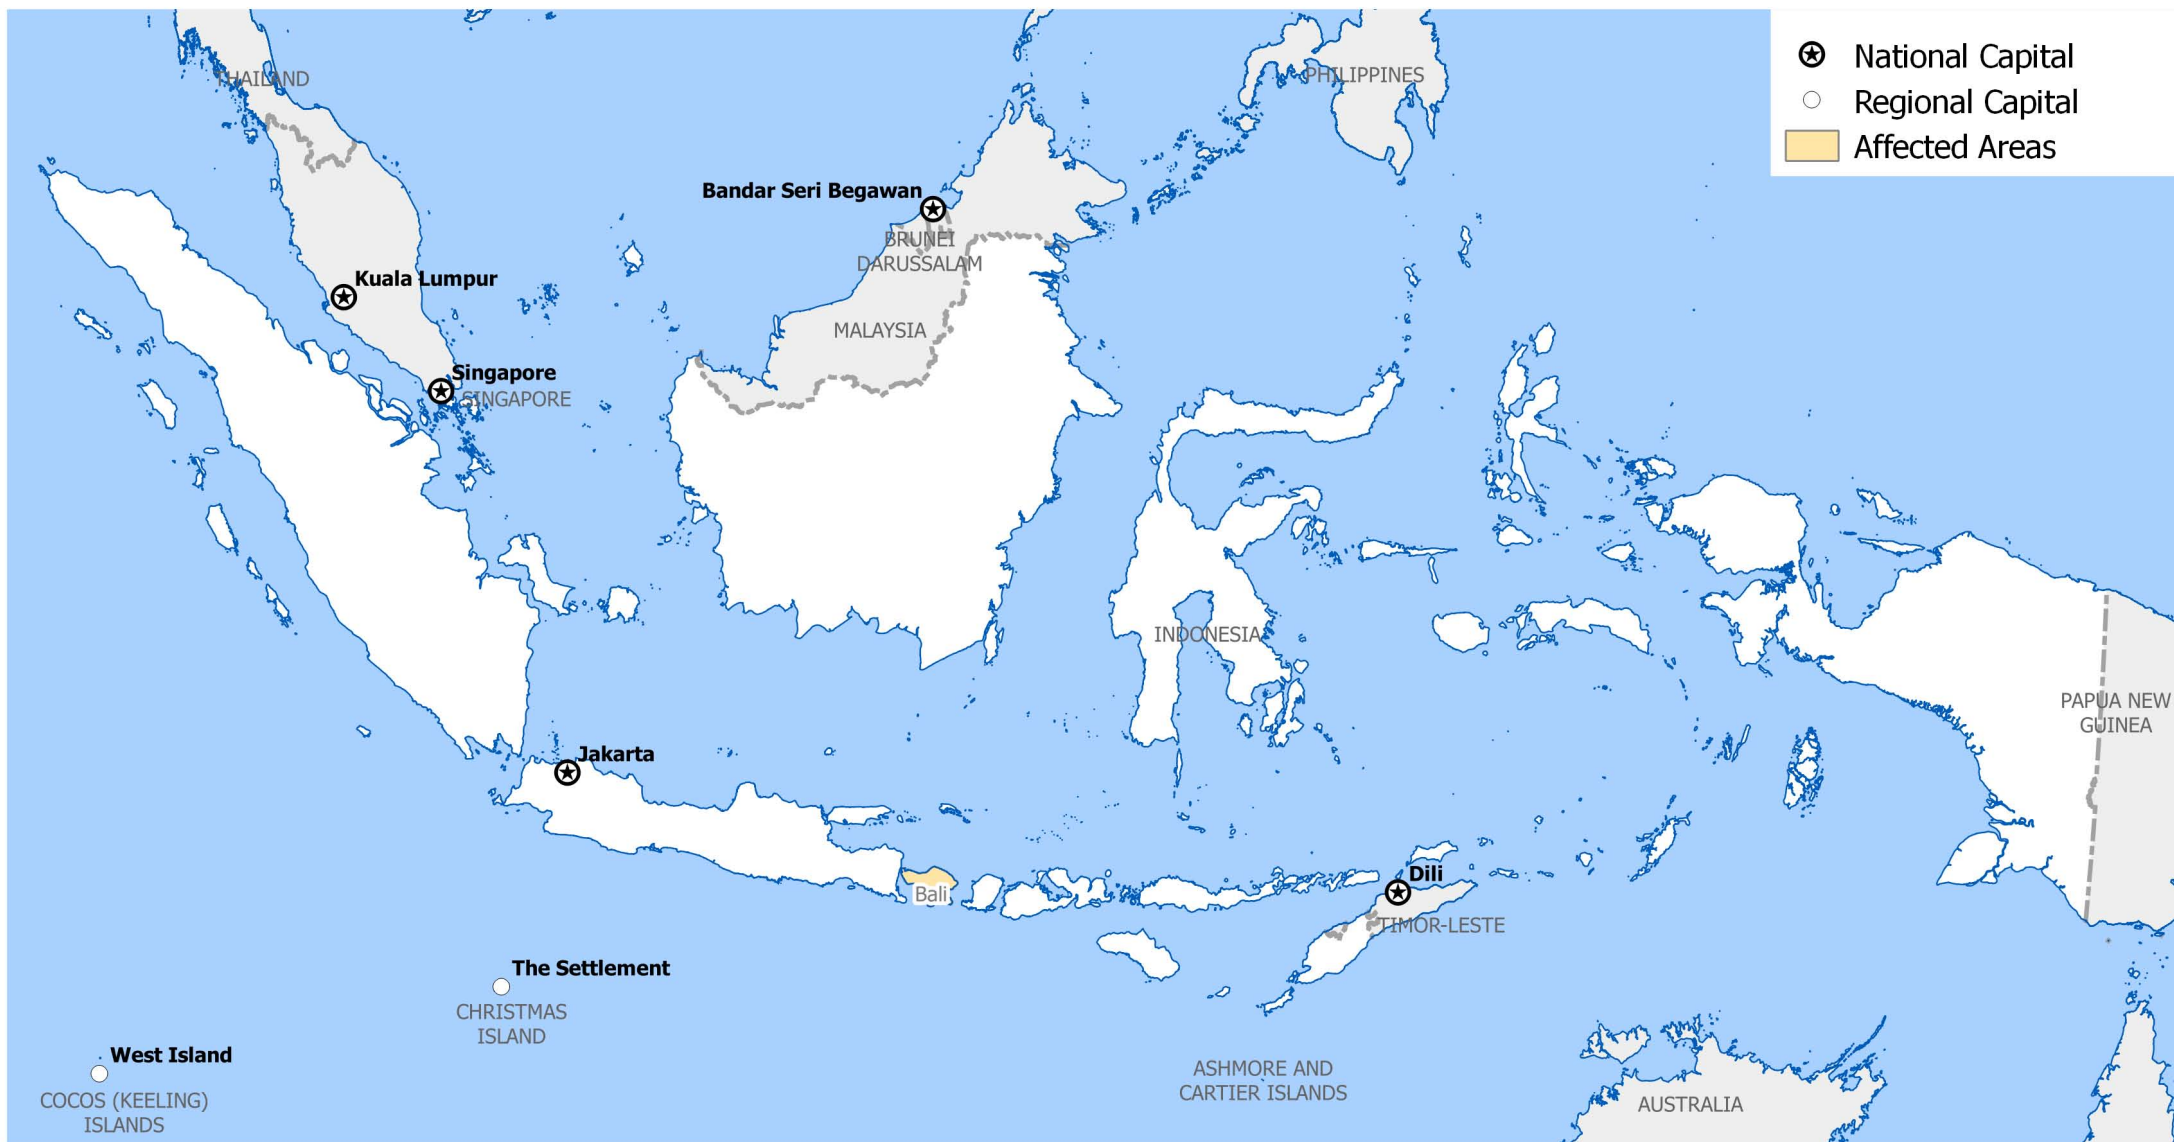 National Capital
Regional Capital
Affected Areas
THAILAND
PHILIPPINES
Bandar Seri Begawan
BRUNEI
DARUSSALAM
Kuala Lumpur
MALAYSIA
Singapore
SINGAPORE
INDONESIA
PAPUA NEW
GUINEA
Jakarta
Dili
Bali
TIMOR-LESTE
The Settlement
CHRISTMAS
ISLAND
West Island
COCOS (KEELING)
ISLANDS
ASHMORE AND
CARTIER ISLANDS
AUSTRALIA